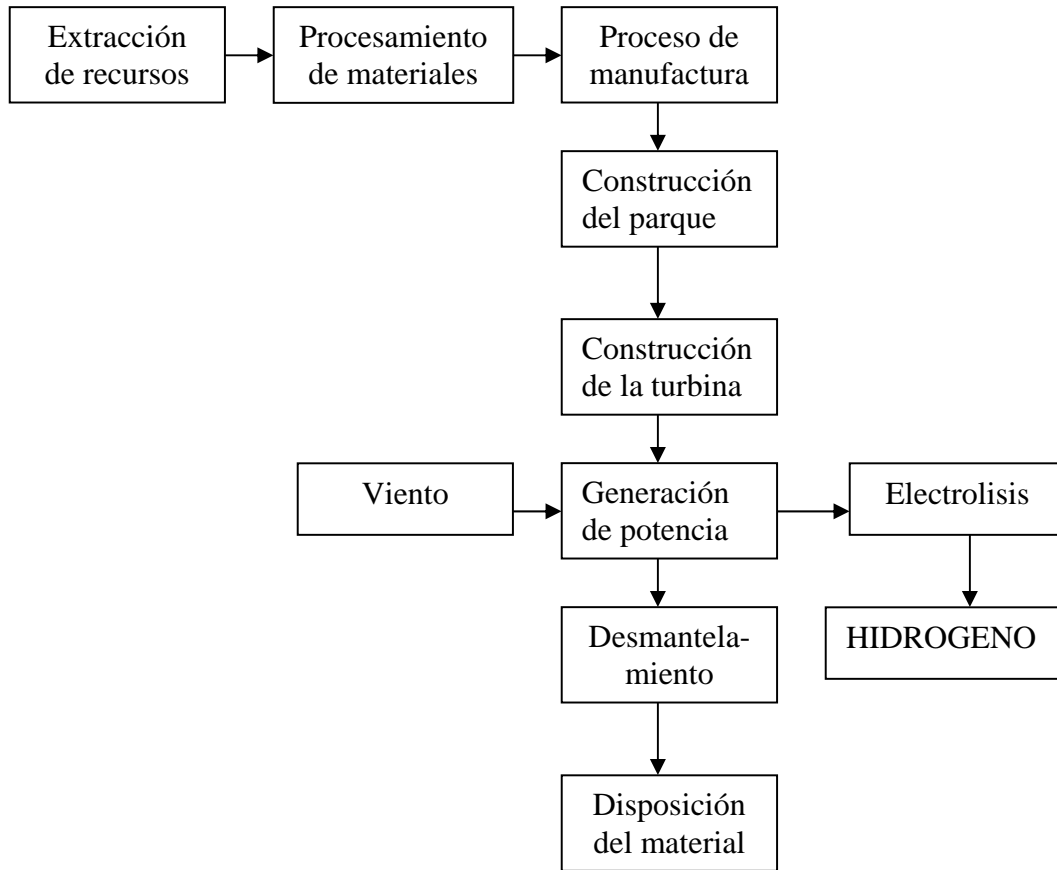 Extracción
de recursos
Procesamiento
de materiales
Proceso de
manufactura
Construcción
del parque
Construcción
de la turbina
Viento
Generación
de potencia
Electrolisis
Desmantela-
miento
HIDROGENO
Disposición
del material